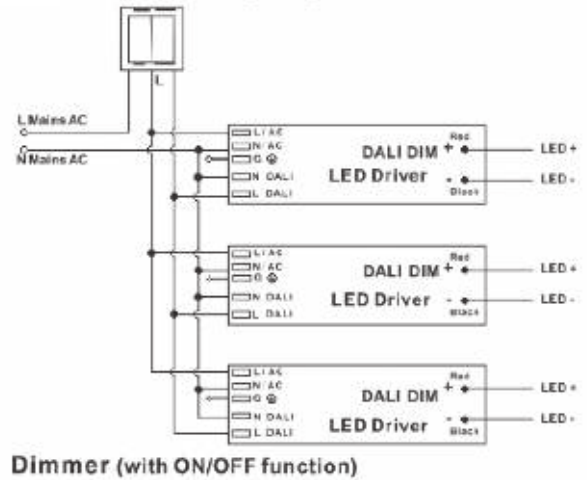 L
L Mains AC
N Mains AC
L/ AC
N/ AC
G
N DALI
L DALI
DALI DIM
LED Driver
+
Red
-
Black
LED +
LED -
L/ AC
N/ AC
G
N DALI
L DALI
DALI DIM
LED Driver
+
Red
-
Black
LED +
LED -
L/ AC
N/ AC
G
N DALI
L DALI
DALI DIM
LED Driver
+
Red
-
Black
LED +
LED -
Dimmer (with ON/OFF function)